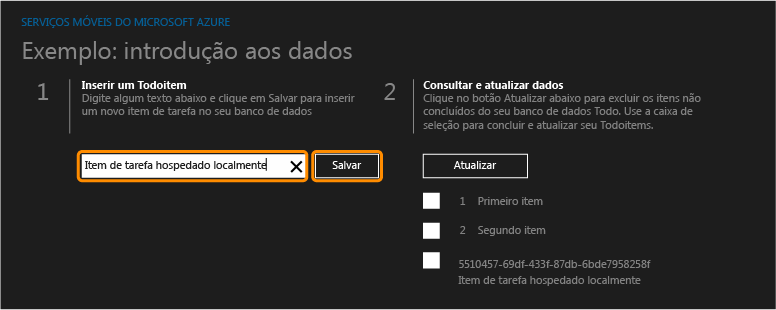 SERVIÇOS MÓVEIS DO MICROSOFT AZURE
Exemplo: introdução aos dados
1
Inserir um Todoitem
Digite algum texto abaixo e clique em Salvar para inserir
um novo item de tarefa no seu banco de dados
Item de tarefa hospedado localmente
Salvar
2
Consultar e atualizar dados
Clique no botão Atualizar abaixo para excluir os itens não
concluídos do seu banco de dados Todo. Use a caixa de
seleção para concluir e atualizar seu Todoitems.
Atualizar
1 Primeiro item
2 Segundo item
5510457-69df-433f-87db-6bde7958258f
Item de tarefa hospedado localmente